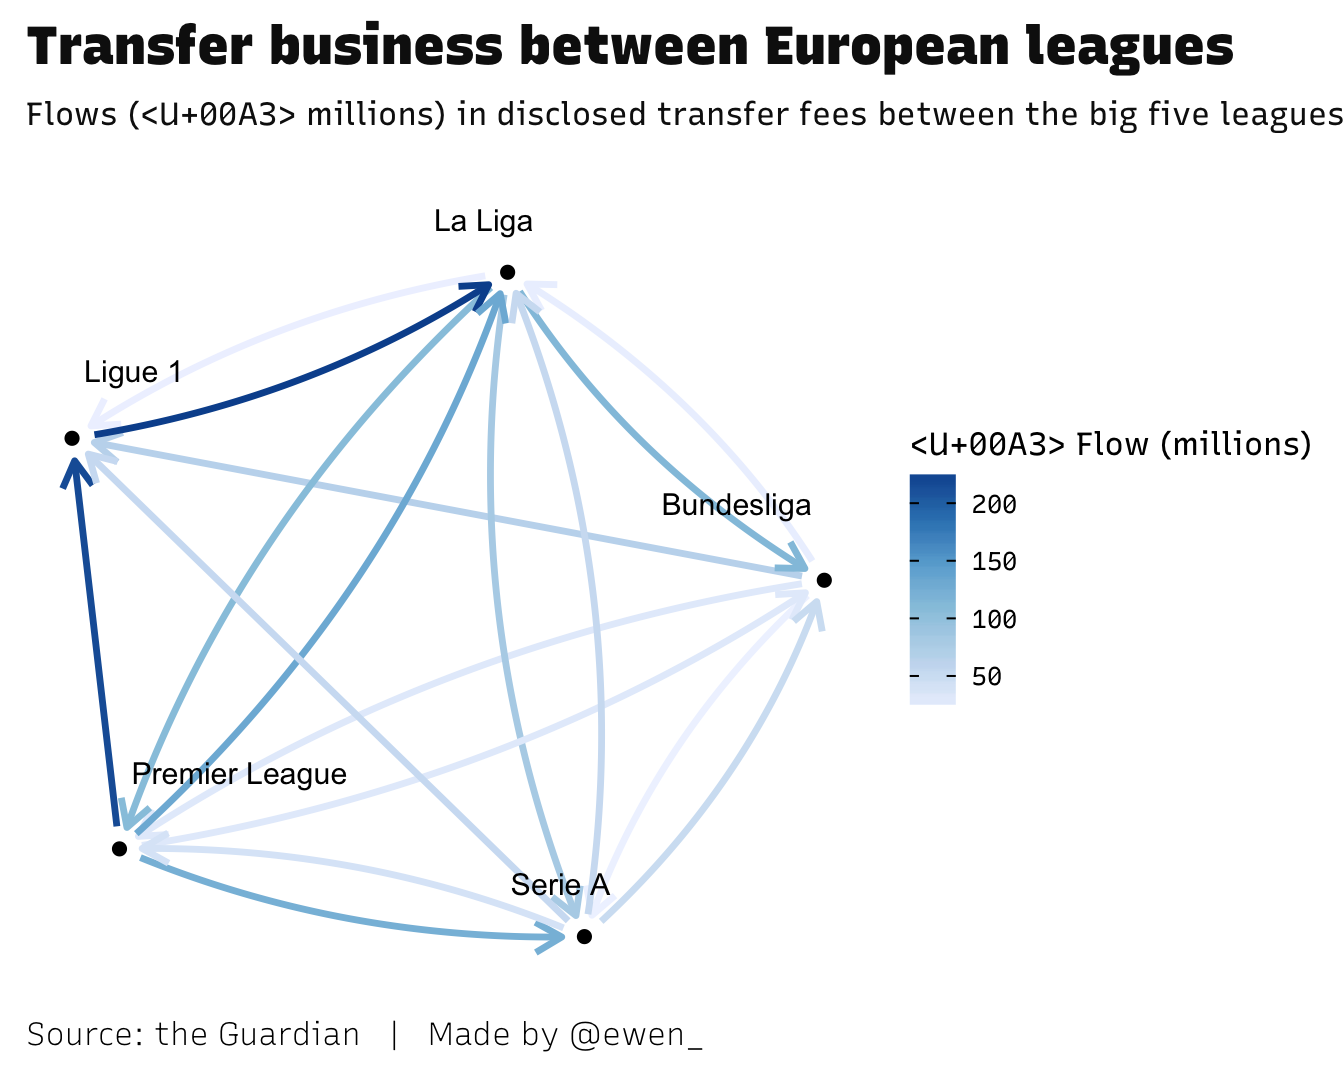 Transfer business between European leagues
Flows (<U+00A3> millions) in disclosed transfer fees between the big five leagues
La Liga
Ligue 1
<U+00A3> Flow (millions)
200
Bundesliga
150
100
50
Premier League
Serie A
Source: the Guardian | Made by @ewen_